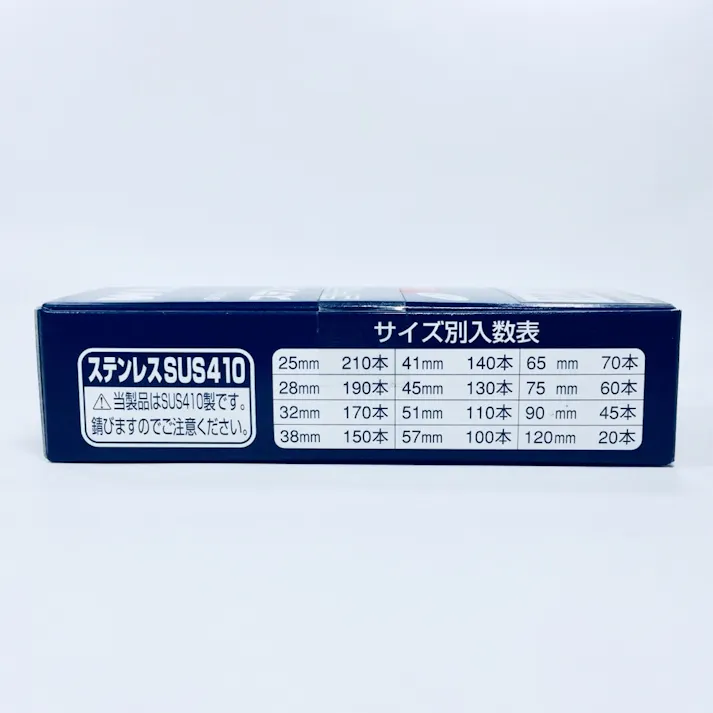 サイズ別入数表
ステンレスSUS410
⚠当製品はSUS410製です。
錆びますのでご注意ください。
25mm 210本 41mm 140本 65 mm 70本
28mm 190本 45mm 130本 75 mm 60本
32mm 170本 51mm 110本 90 mm 45本
38mm 150本 57mm 100本 120mm 20本